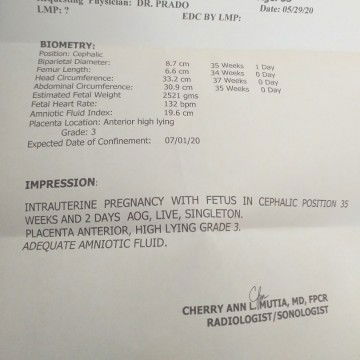 Requesting Physician: DR. PRADO
LMP: ?
EDC BY LMP:
Date: 05/29/20
BIOMETRY:
Position: Cephalic
Biparietal Diameter: 8.7 cm 35 Weeks 1 Day
Femur Length: 6.6 cm 34 Weeks 0 Day
Head Circumference: 33.2 cm 37 Weeks 0 Day
Abdominal Circumference: 30.9 cm 35 Weeks 0 Day
Estimated Fetal Weight 2521 gms
Fetal Heart Rate: 132 bpm
Amniotic Fluid Index: 19.6 cm
Placenta Location: Anterior high lying
Grade: 3
Expected Date of Confinement: 07/01/20
IMPRESSION:
INTRAUTERINE PREGNANCY WITH FETUS IN CEPHALIC POSITION 35
WEEKS AND 2 DAYS AOG, LIVE, SINGLETON.
PLACENTA ANTERIOR, HIGH LYING GRADE 3.
ADEQUATE AMNIOTIC FLUID.
CHERRY ANN L. MUTIA, MD, FPCR
RADIOLOGIST/SONOLOGIST